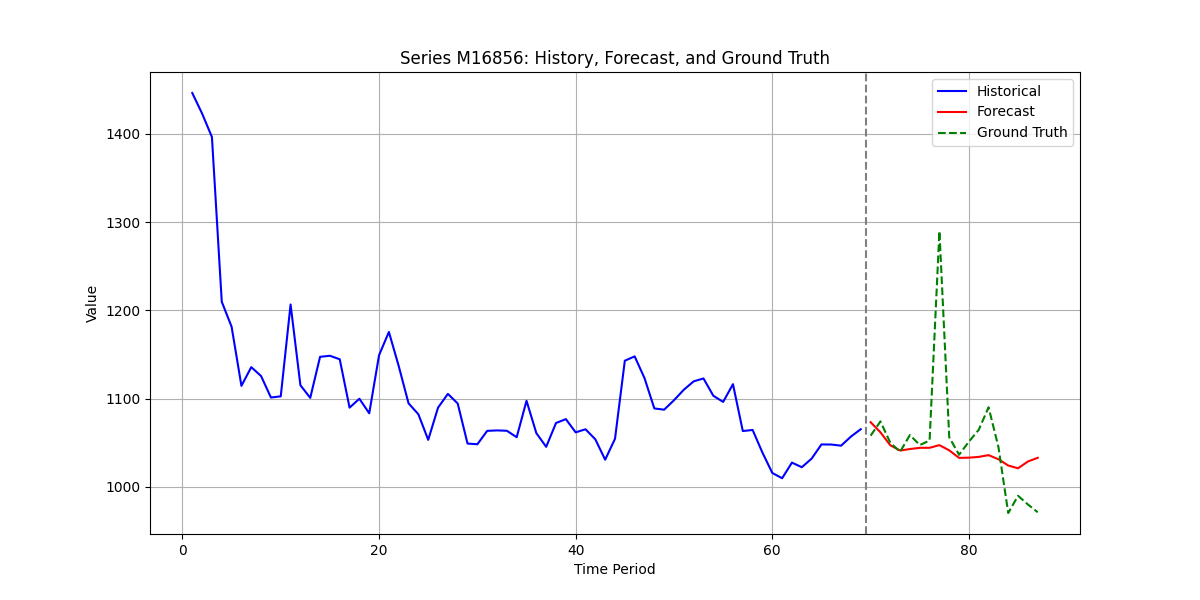 Series M16856: History, Forecast, and Ground Truth
Historical
Forecast
Ground Truth
Value
1400
1300
1200
1100
1000
0 20 40 60 80
Time Period